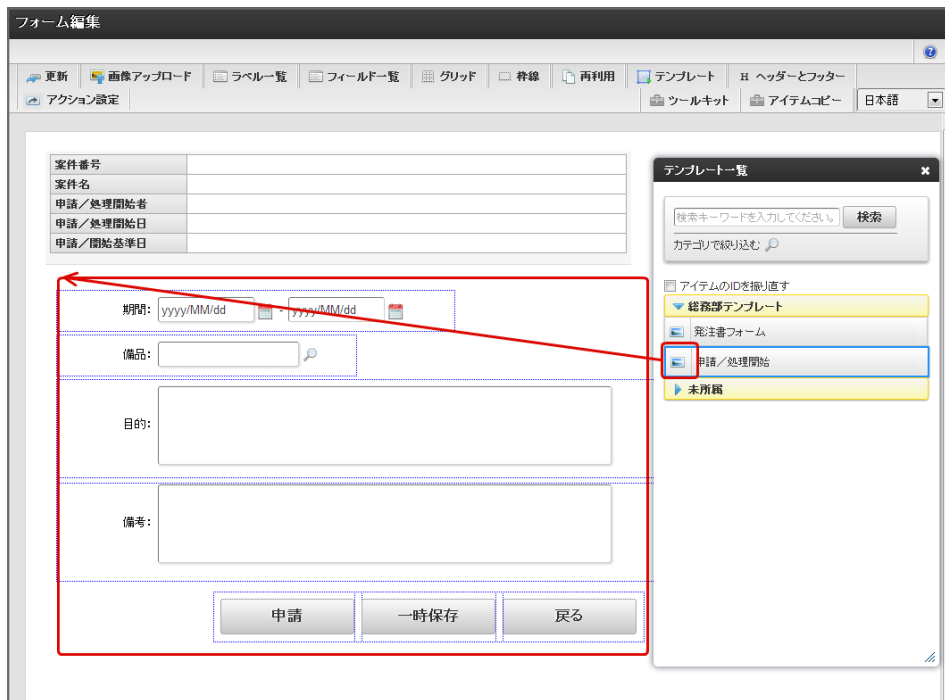 フォーム編集
更新 画像アップロード ラベル一覧 フィールド一覧 グリッド 枠線 再利用 テンプレート H ヘッダーとフッター
アクション設定 ツールキット アイテムコピー 日本語
案件番号
案件名
申請/処理開始者
申請/処理開始日
申請/開始基準日
期間: yyyy/MM/dd - yyyy/MM/dd
備品:
目的:
備考:
申請 一時保存 戻る
テンプレート一覧
検索キーワードを入力してください。 検索
カテゴリで絞り込む
アイテムのIDを振り直す
総務部テンプレート
発注書フォーム
申請/処理開始
未所属